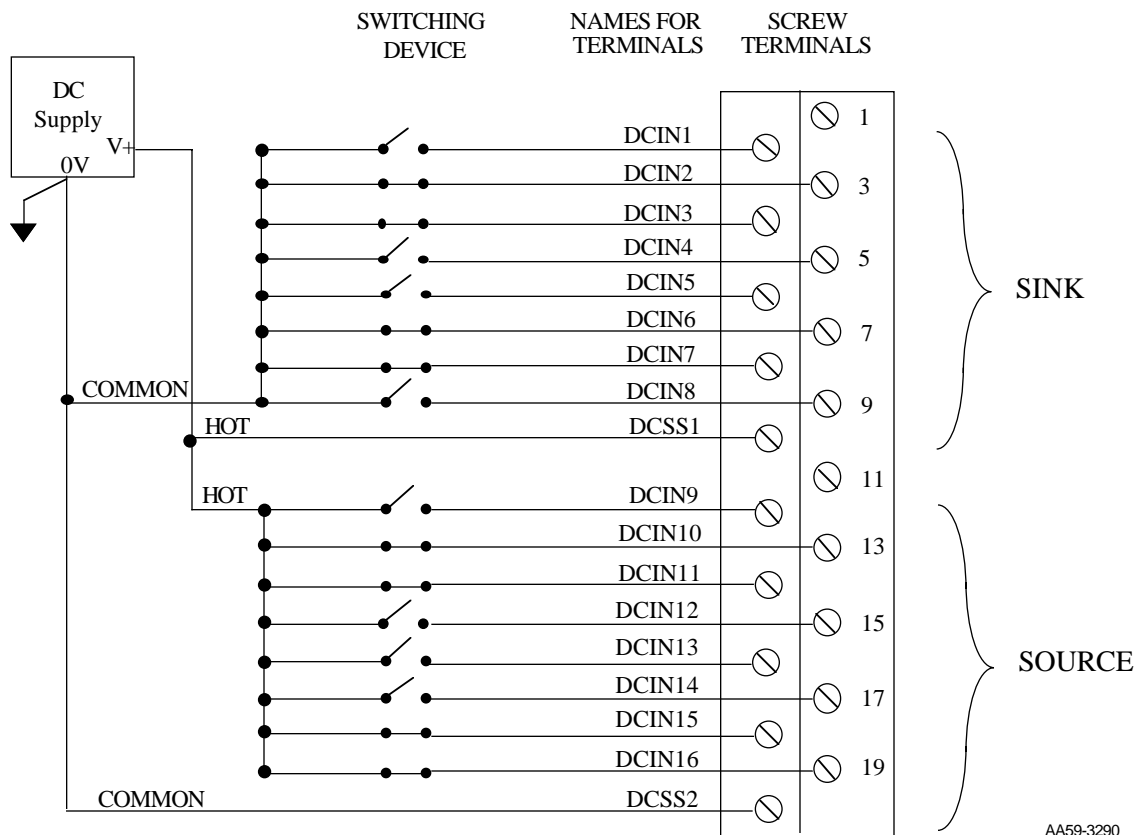 SWITCHING
DEVICE
NAMES FOR
TERMINALS
SCREW
TERMINALS
DC
Supply
V+
0V
1
DCIN1
DCIN2
3
DCIN3
DCIN4
5
DCIN5
SINK
DCIN6
7
DCIN7
COMMON
DCIN8
9
HOT
DCSS1
11
HOT
DCIN9
DCIN10
13
DCIN11
DCIN12
15
DCIN13
SOURCE
DCIN14
17
DCIN15
DCIN16
19
COMMON
DCSS2
AA59-3290